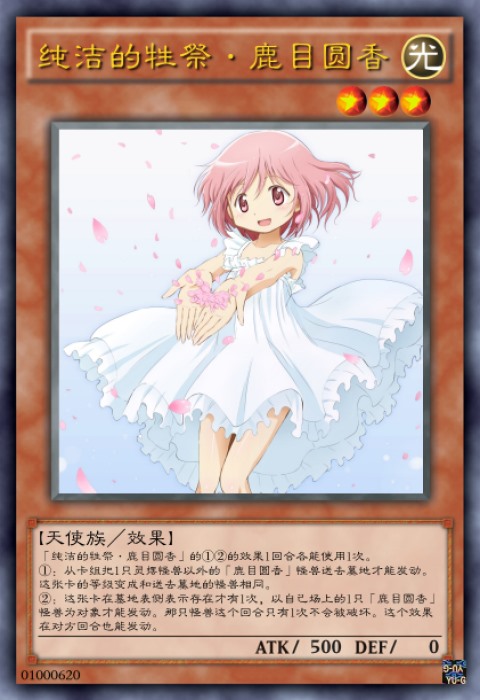 纯洁的牲祭·鹿目圆香
光
【天使族／效果】
「纯洁的牲祭·鹿目圆香」的①②的效果1回合各能使用1次。
①：从卡组把1只灵摆怪兽以外的「鹿目圆香」怪兽送去墓地才能发动。
这张卡的等级变成和送去墓地的怪兽相同。
②：这张卡在墓地表侧表示存在才有1次，以自己场上的1只「鹿目圆香」
怪兽为对象才能发动。那只怪兽这个回合只有1次不会被破坏。这个效果
在对方回合也能发动。
ATK/ 500 DEF/ 0
01000620